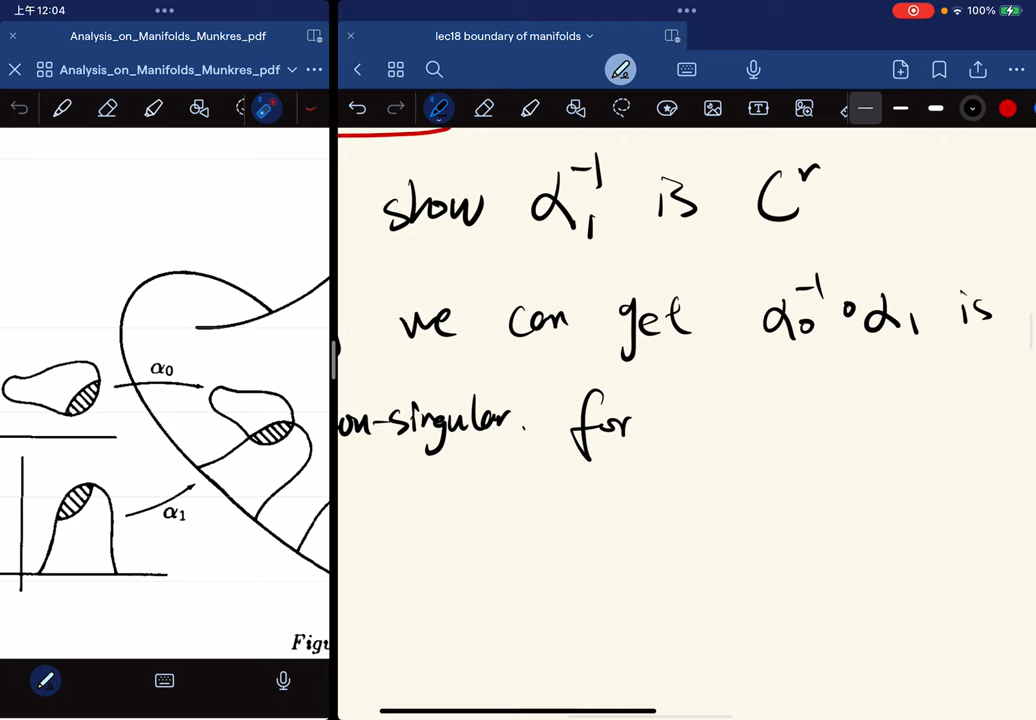 上午12:04
100%
Analysis_on_Manifolds_Munkres_pdf
lec18 boundary of manifolds
Analysis_on_Manifolds_Munkres_pdf
show α₁⁻¹ is Cʳ
we can get α₀⁻¹∘α₁ is
on-singular. for
α₀
α₁
Figu